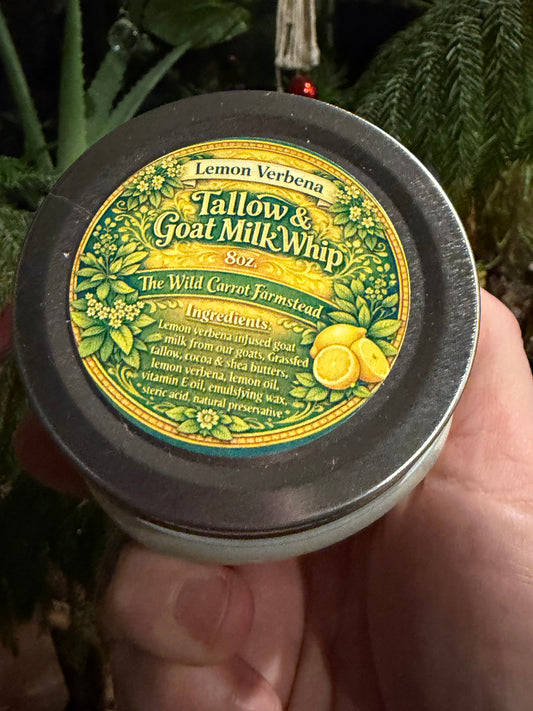 Lemon Verbena
Tallow &
Goat Milk Whip
8oz.
The Wild Carrot Farmstead
Ingredients:
Lemon verbena infused goat
milk from our goats, Grassfed
Tallow, cocoa & shea butters,
lemon verbena, lemon oil,
vitamin E oil, emulsfying wax,
steric acid, natural preservative